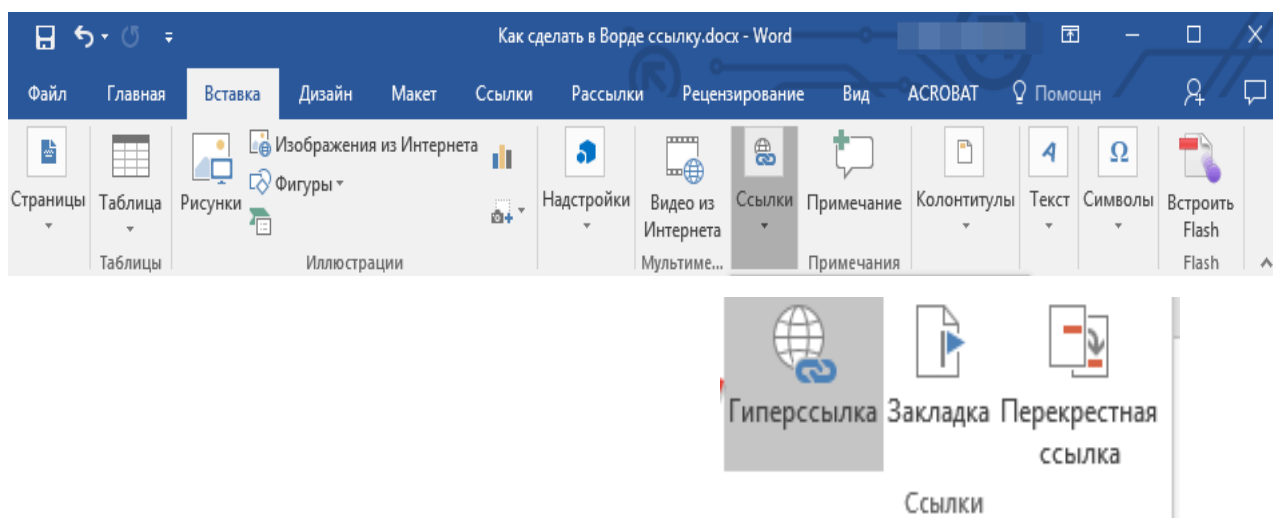 Как сделать в Ворде ссылку.docx - Word
Файл Главная Вставка Дизайн Макет Ссылки Рассылки Рецензирование Вид ACROBAT Помощн
Изображения из Интернета
Фигуры
Страницы Таблица Рисунки Надстройки Видео из Интернета Ссылки Примечание Колонтитулы Текст Символы Встроить Flash
Таблицы Иллюстрации Мультиме... Примечания Flash
Гиперссылка Закладка Перекрестная
ссылка
Ссылки